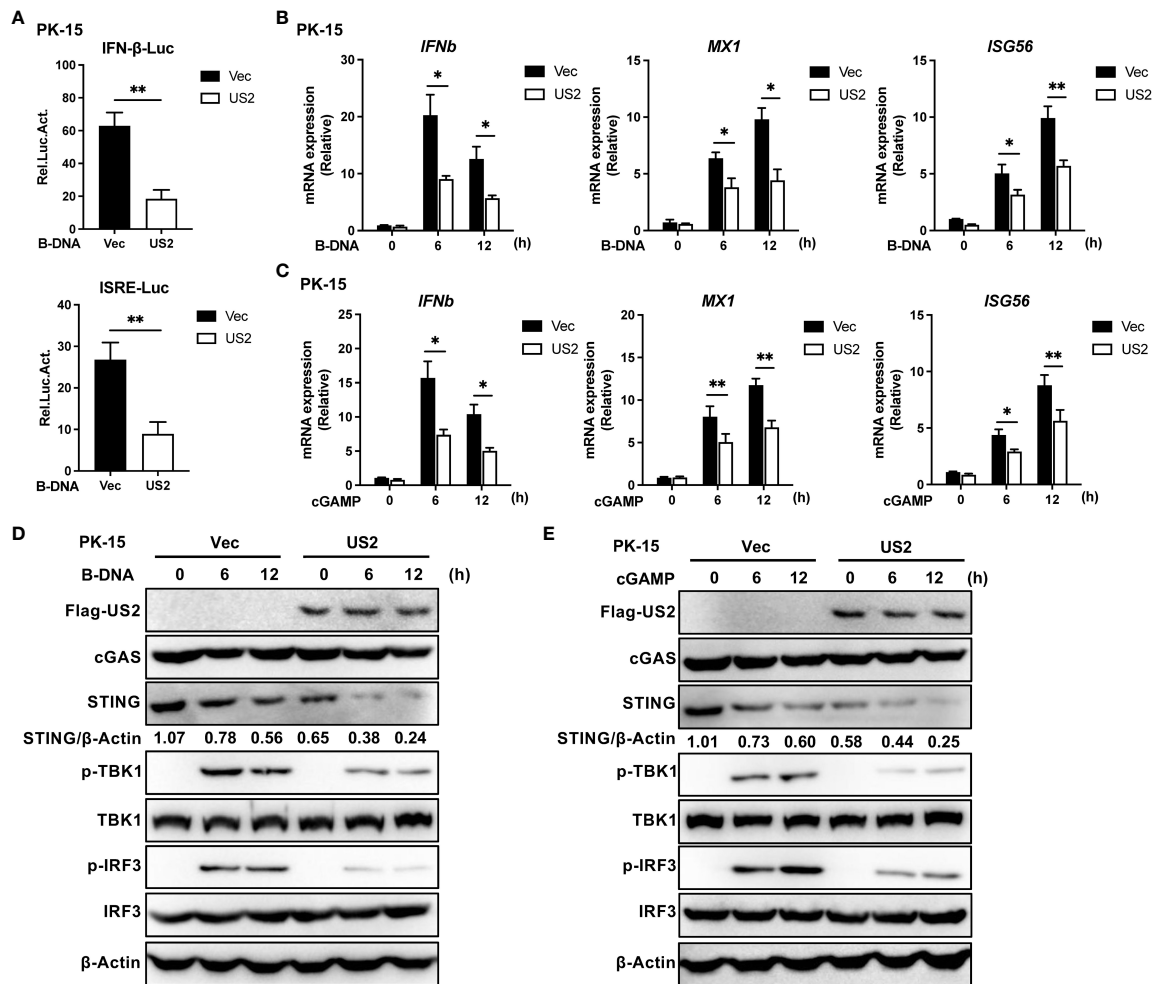 A
PK-15
IFN-β-Luc
Rel.Luc.Act.
100
80
60
40
20
0
**
Vec
US2
B-DNA Vec US2
ISRE-Luc
Rel.Luc.Act.
40
30
20
10
0
**
Vec
US2
B-DNA Vec US2
B
PK-15
IFNb
mRNA expression
(Relative)
30
20
10
0
*
*
Vec
US2
B-DNA 0 6 12 (h)
MX1
mRNA expression
(Relative)
15
10
5
0
*
*
Vec
US2
B-DNA 0 6 12 (h)
ISG56
mRNA expression
(Relative)
15
10
5
0
*
**
Vec
US2
B-DNA 0 6 12 (h)
C
PK-15
IFNb
mRNA expression
(Relative)
25
20
15
10
5
0
*
*
Vec
US2
cGAMP 0 6 12 (h)
MX1
mRNA expression
(Relative)
20
15
10
5
0
**
**
Vec
US2
cGAMP 0 6 12 (h)
ISG56
mRNA expression
(Relative)
15
10
5
0
*
**
Vec
US2
cGAMP 0 6 12 (h)
D
PK-15 Vec US2
B-DNA 0 6 12 0 6 12 (h)
Flag-US2
cGAS
STING
STING/β-Actin 1.07 0.78 0.56 0.65 0.38 0.24
p-TBK1
TBK1
p-IRF3
IRF3
β-Actin
E
PK-15 Vec US2
cGAMP 0 6 12 0 6 12 (h)
Flag-US2
cGAS
STING
STING/β-Actin 1.01 0.73 0.60 0.58 0.44 0.25
p-TBK1
TBK1
p-IRF3
IRF3
β-Actin